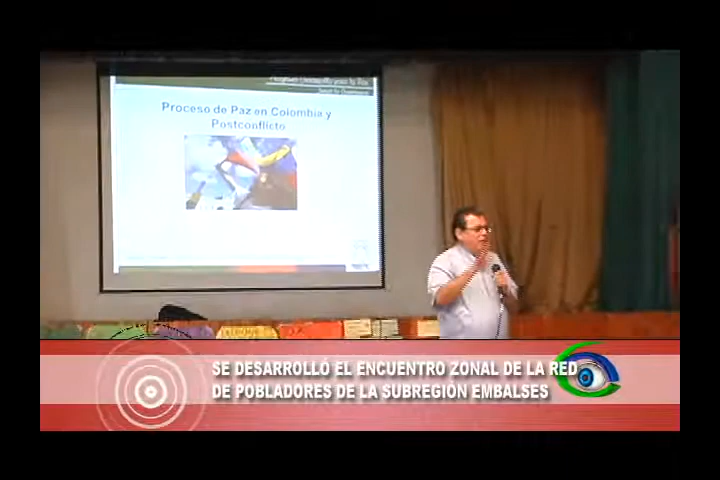 Proceso de Paz en Colombia y
Postconflicto
SE DESARROLLÓ EL ENCUENTRO ZONAL DE LA RED
DE POBLADORES DE LA SUBREGIÓN EMBALSES